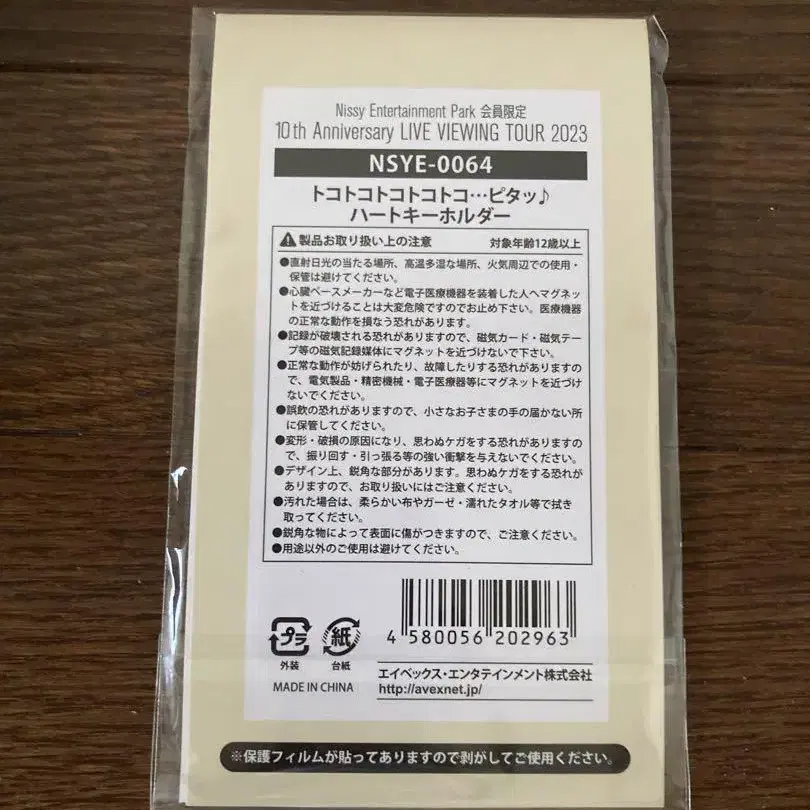 Nissy Entertainment Park 会員限定
10th Anniversary LIVE VIEWING TOUR 2023
NSYE-0064
トコトコトコトコトコ…ピタッ♪
ハートキーホルダー
⚠製品お取り扱い上の注意 対象年齢12歳以上
●直射日光の当たる場所、高温多湿な場所、火気周辺での使用・
保管は避けてください。
●心臓ペースメーカーなど電子医療機器を装着した人へマグネッ
トを近づけることは大変危険ですのでお止め下さい。医療機器
の正常な動作を損なう恐れがあります。
●記録が破壊される恐れがありますので、磁気カード・磁気テー
プ等の磁気記録媒体にマグネットを近づけないで下さい。
●正常な動作が妨げられたり、故障したりする恐れがあります
ので、電気製品・精密機械・電子医療器等にマグネットを近づけ
ないでください。
●誤飲の恐れがありますので、小さなお子さまの手の届かない所
に保管してください。
●変形・破損の原因になり、思わぬケガをする恐れがありますの
で、振り回す・引っ張る等の強い衝撃を与えないでください。
●デザイン上、鋭角な部分があります。思わぬケガをする恐れが
ありますので、お取り扱いにはご注意ください。
●汚れた場合は、柔らかい布やガーゼ・濡れたタオル等で拭き
取ってください。
●鋭角な物によって表面に傷がつきますので、ご注意ください。
●用途以外のご使用は避けてください。
プラ
外装
紙
台紙
MADE IN CHINA
4 580056 202963
エイベックス・エンタテインメント株式会社
http://avexnet.jp/
※保護フィルムが貼ってありますので剥がしてご使用ください。